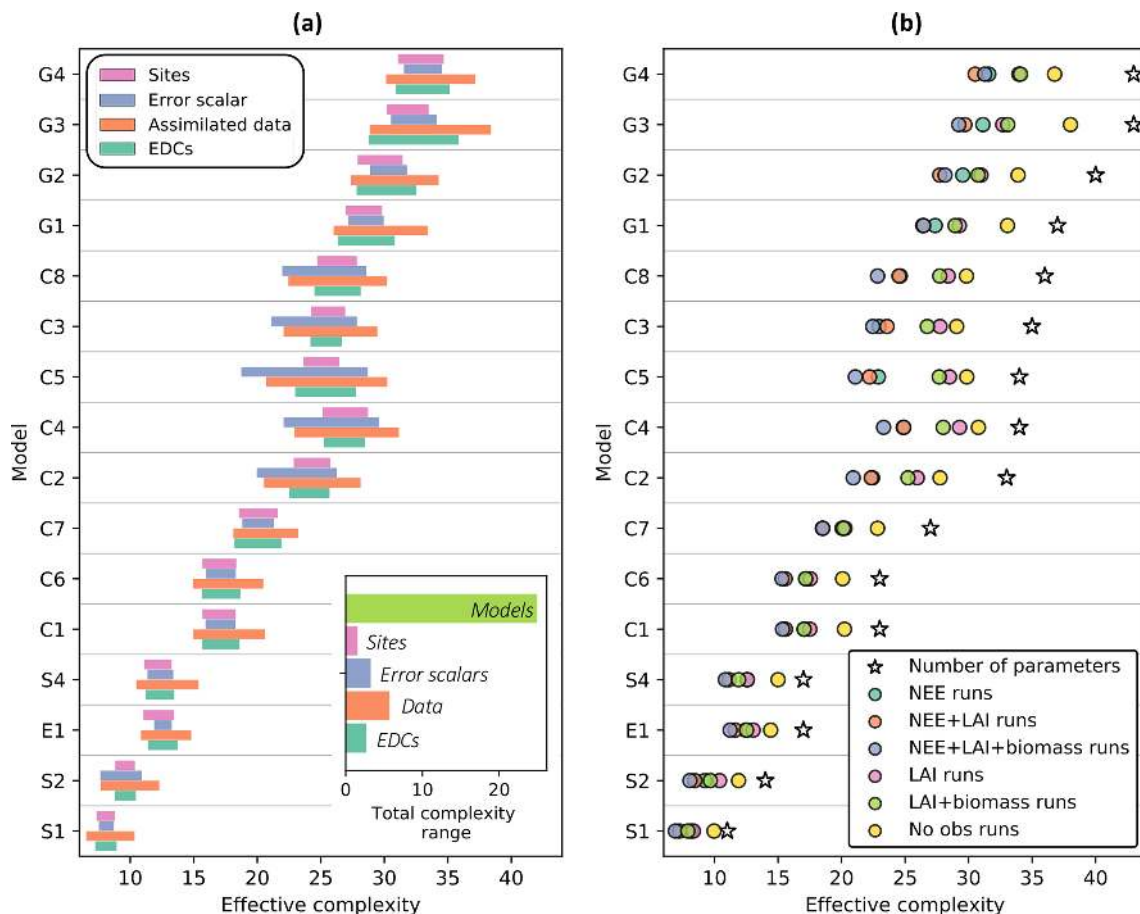 (a)
Sites
Error scalar
Assimilated data
EDCs
G4
G3
G2
G1
C8
C3
C5
C4
C2
C7
C6
C1
S4
E1
S2
S1
Model
Models
Sites
Error scalars
Data
EDCs
0 10 20
Total complexity
range
10 15 20 25 30 35 40
Effective complexity
(b)
G4
G3
G2
G1
C8
C3
C5
C4
C2
C7
C6
C1
S4
E1
S2
S1
Model
Number of parameters
NEE runs
NEE+LAI runs
NEE+LAI+biomass runs
LAI runs
LAI+biomass runs
No obs runs
10 15 20 25 30 35 40
Effective complexity